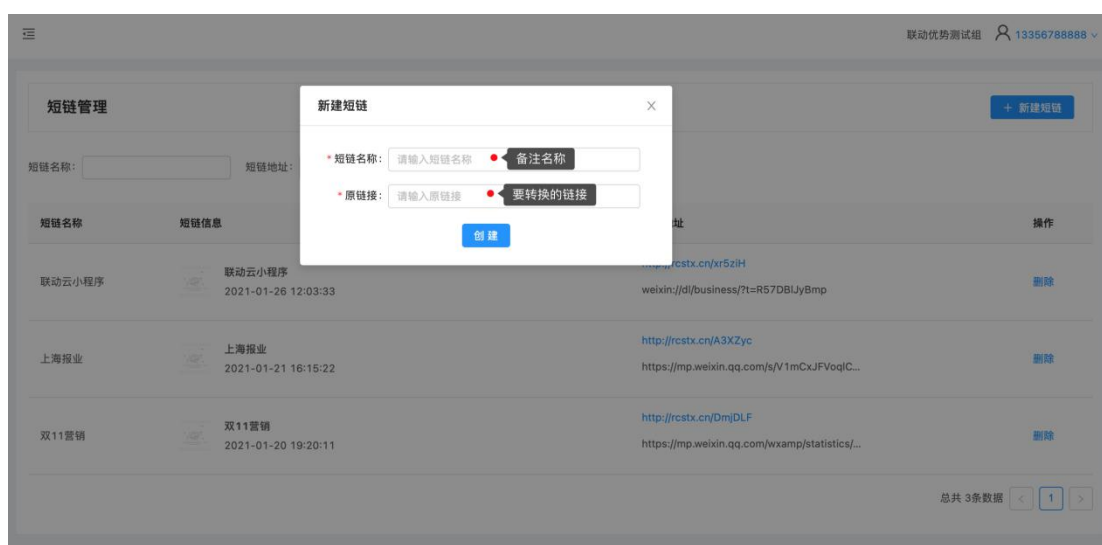 联动优势测试组 13356788888
短链管理
+ 新建短链
新建短链
短链名称:
短链地址:
* 短链名称: 请输入短链名称 备注名称
* 原链接: 请输入原链接 要转换的链接
创 建
短链名称 短链信息 址 操作
联动云小程序
联动云小程序
2021-01-26 12:03:33
http://rcstx.cn/xr5ziH
weixin://dl/business/?t=R57DBlJyBmp
删除
上海报业
上海报业
2021-01-21 16:15:22
http://rcstx.cn/A3XZyc
https://mp.weixin.qq.com/s/V1mCxJFVoqIC...
删除
双11营销
双11营销
2021-01-20 19:20:11
http://rcstx.cn/DmjDLF
https://mp.weixin.qq.com/wxamp/statistics/...
删除
总共 3条数据 < 1 >